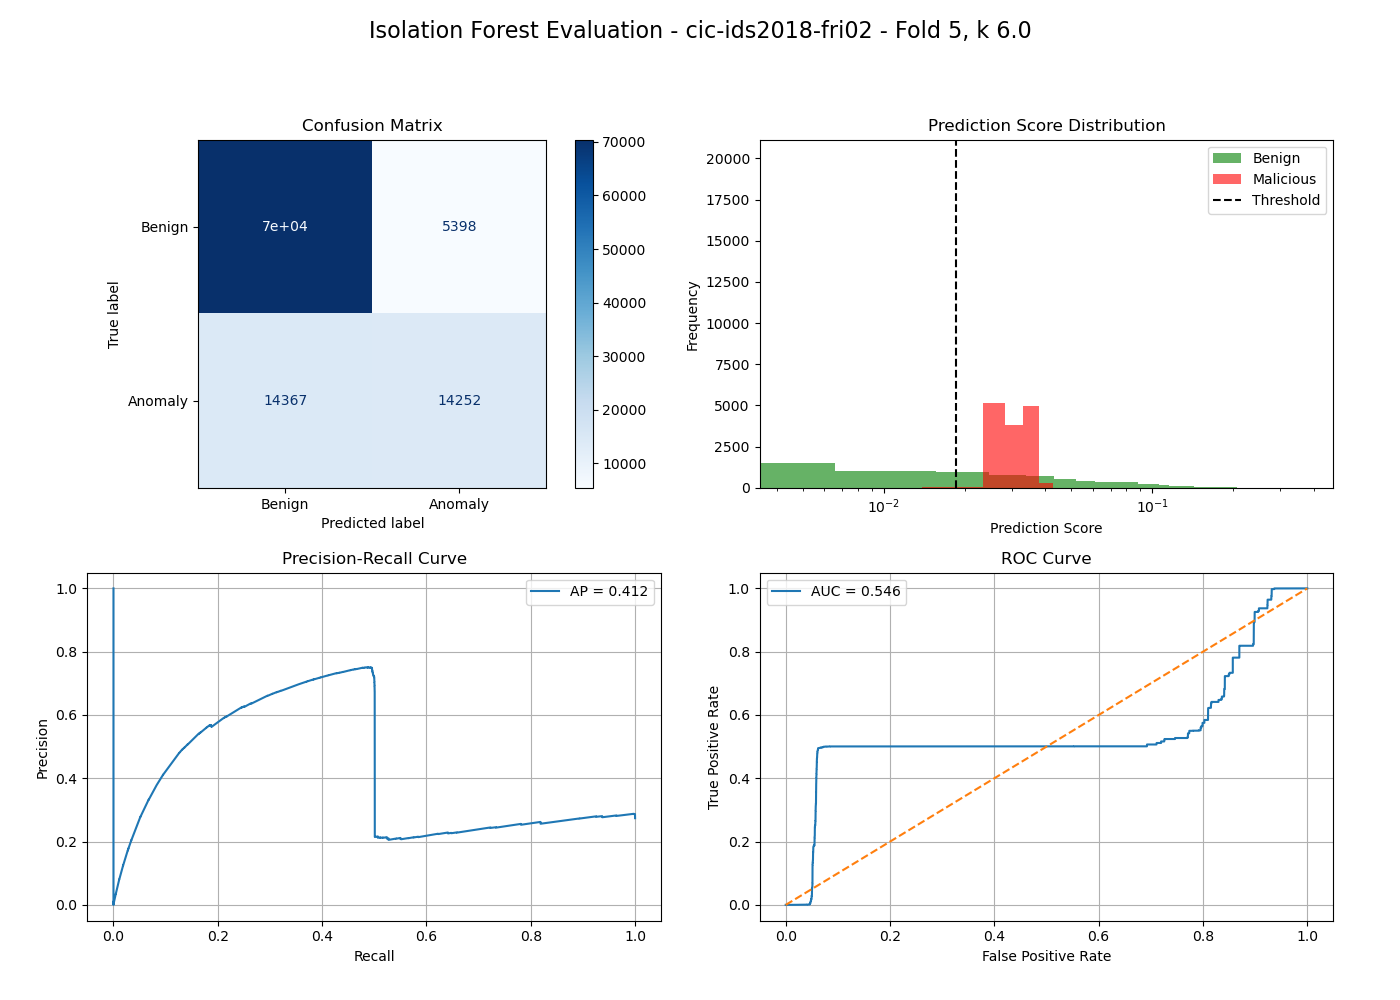 Isolation Forest Evaluation - cic-ids2018-fri02 - Fold 5, k 6.0
Confusion Matrix
True label
Benign
Anomaly
7e+04
5398
14367
14252
Benign
Anomaly
Predicted label
70000
60000
50000
40000
30000
20000
10000
Prediction Score Distribution
Frequency
20000
17500
15000
12500
10000
7500
5000
2500
0
Benign
Malicious
Threshold
10⁻²
10⁻¹
Prediction Score
Precision-Recall Curve
Precision
1.0
0.8
0.6
0.4
0.2
0.0
AP = 0.412
0.0
0.2
0.4
0.6
0.8
1.0
Recall
ROC Curve
True Positive Rate
1.0
0.8
0.6
0.4
0.2
0.0
AUC = 0.546
0.0
0.2
0.4
0.6
0.8
1.0
False Positive Rate